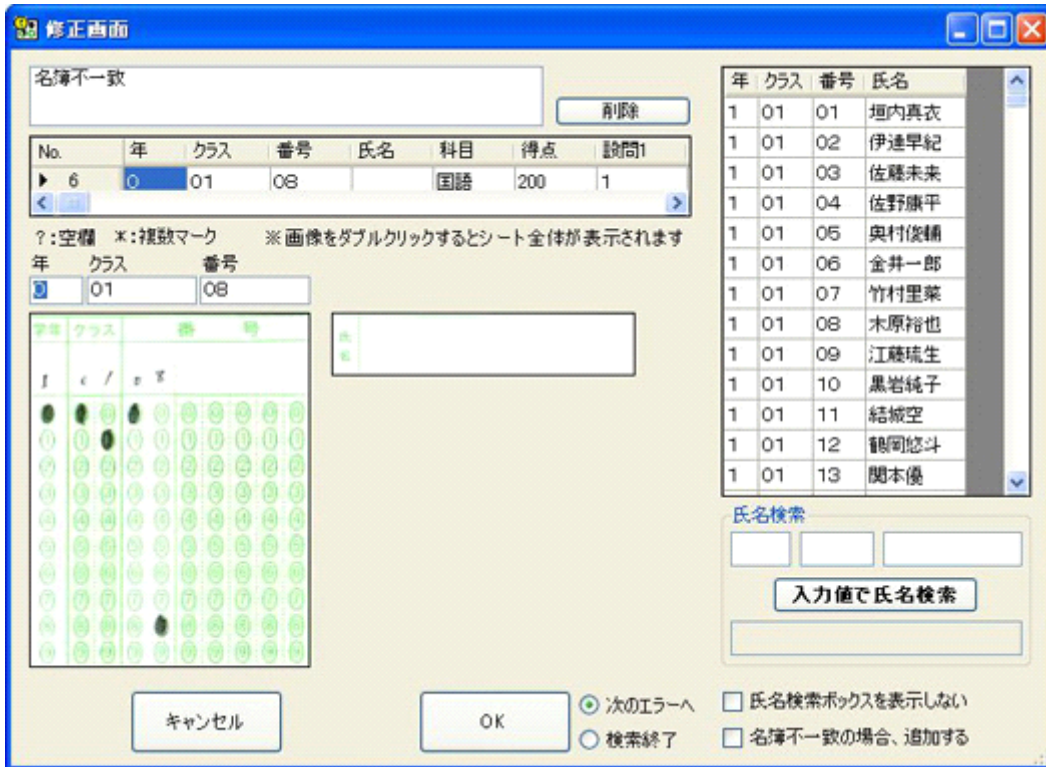 修正画面
名簿不一致
削除
No. 年 クラス 番号 氏名 科目 得点 設問1
6 0 01 08 国語 200 1
?:空欄 *:複数マーク ※画像をダブルクリックするとシート全体が表示されます
年 クラス 番号
0 01 08
学年 クラス 番 号
氏名
年 クラス 番号 氏名
1 01 01 垣内真衣
1 01 02 伊達早紀
1 01 03 佐藤未来
1 01 04 佐野康平
1 01 05 奥村俊輔
1 01 06 金井一郎
1 01 07 竹村里菜
1 01 08 木原裕也
1 01 09 江藤琉生
1 01 10 黒岩純子
1 01 11 結城空
1 01 12 鶴岡悠斗
1 01 13 関本優
氏名検索
入力値で氏名検索
キャンセル
OK
次のエラーへ
検索終了
氏名検索ボックスを表示しない
名簿不一致の場合、追加する